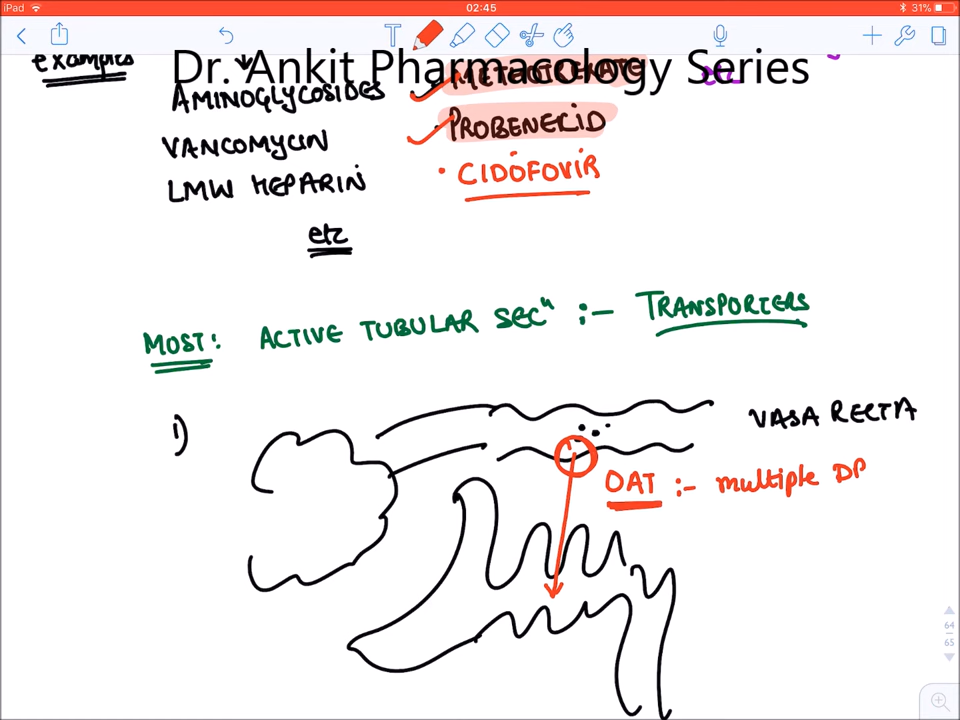 iPad 02:45 31%
examples
Dr. Ankit Pharmacology Series
AMINOGLYCOSIDES METHOTREXATE
VANCOMYCIN PROBENECID
LMW HEPARIN CIDOFOVIR
etc
MOST: ACTIVE TUBULAR SECⁿ :- TRANSPORTERS
1)
VASA RECTA
OAT :- multiple DP
64
65